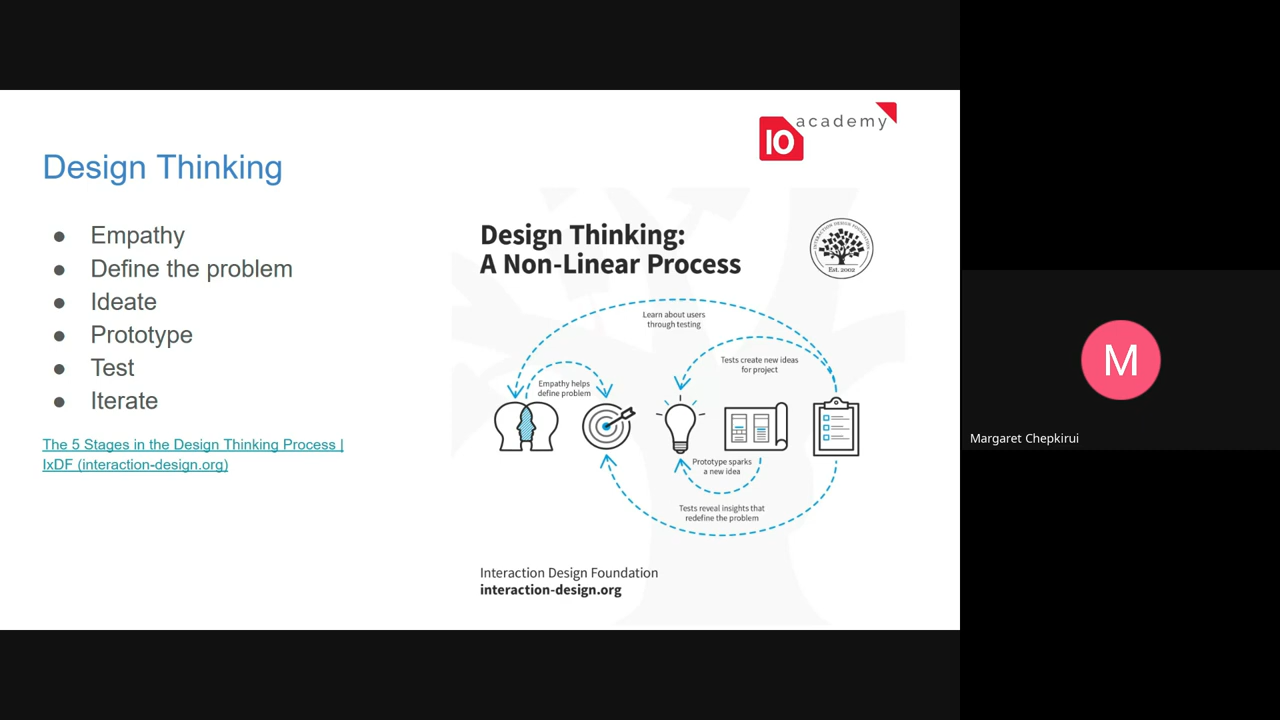 IO academy
Design Thinking
● Empathy
● Define the problem
● Ideate
● Prototype
● Test
● Iterate
The 5 Stages in the Design Thinking Process |
IxDF (interaction-design.org)
Design Thinking:
A Non-Linear Process
INTERACTION DESIGN FOUNDATION
Est. 2002
Learn about users
through testing
Tests create new ideas
for project
Empathy helps
define problem
Prototype sparks
a new idea
Tests reveal insights that
redefine the problem
Interaction Design Foundation
interaction-design.org
M
Margaret Chepkirui